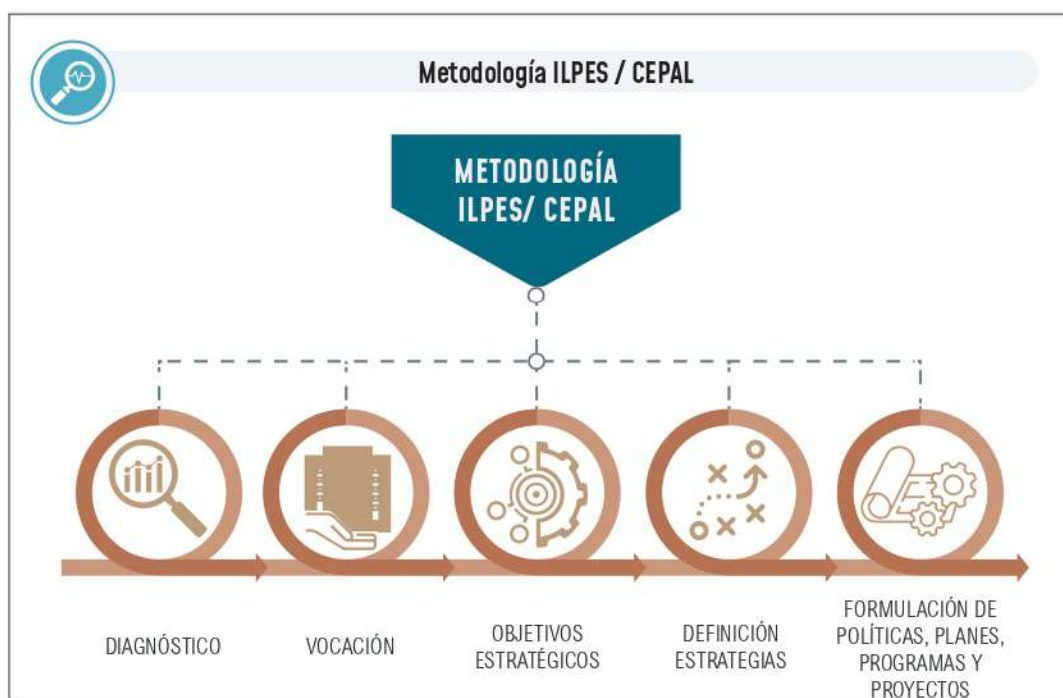 Metodología ILPES / CEPAL
METODOLOGÍA
ILPES/ CEPAL
DIAGNÓSTICO
VOCACIÓN
OBJETIVOS
ESTRATÉGICOS
DEFINICIÓN
ESTRATEGIAS
FORMULACIÓN DE
POLÍTICAS, PLANES,
PROGRAMAS Y
PROYECTOS